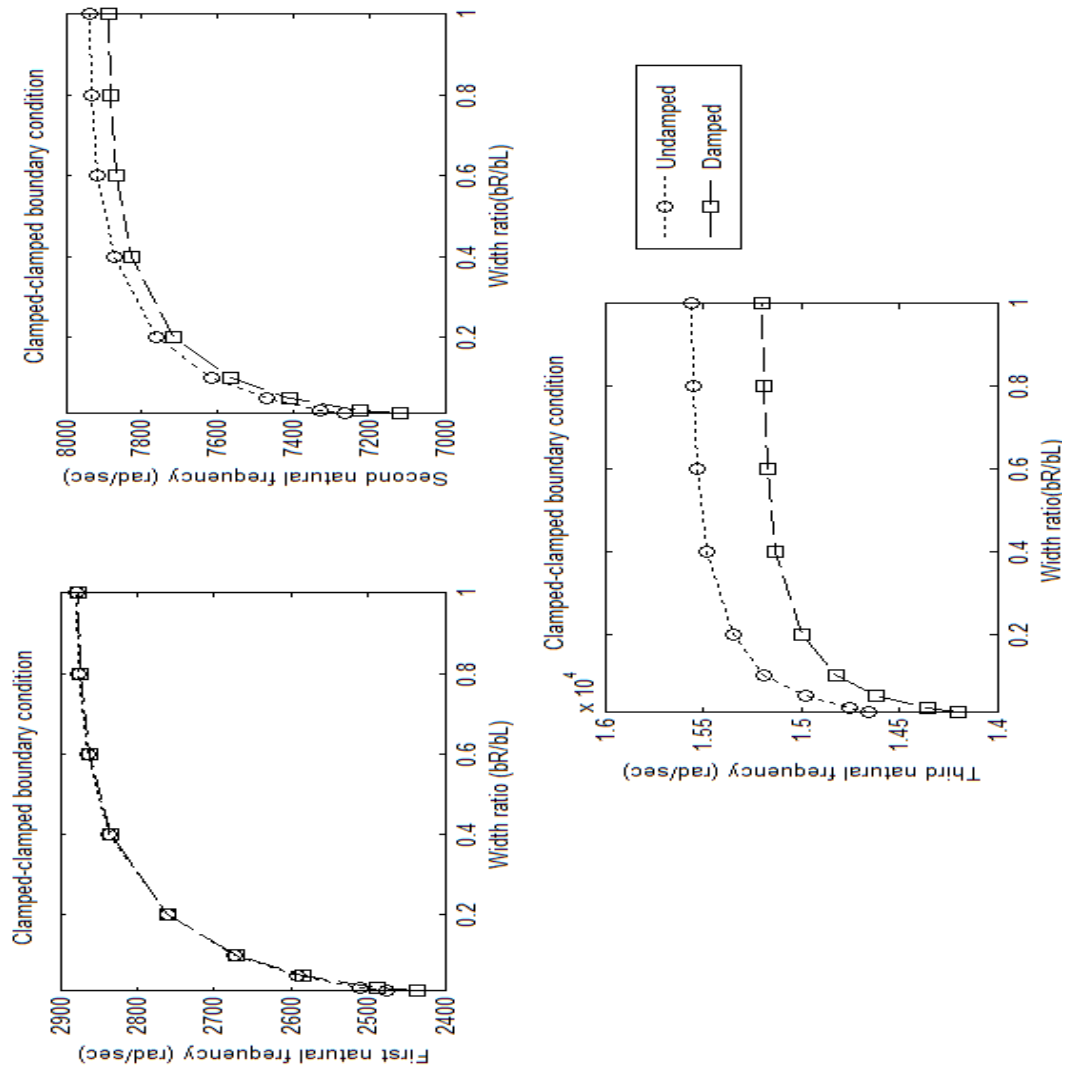 Clamped-clamped boundary condition
First natural frequency (rad/sec)
2900
2800
2700
2600
2500
2400
0.2
0.4
0.6
0.8
1
Width ratio (bR/bL)
Clamped-clamped boundary condition
Second natural frequency (rad/sec)
8000
7800
7600
7400
7200
7000
0.2
0.4
0.6
0.8
1
Width ratio(bR/bL)
Clamped-clamped boundary condition
x 10^4
Third natural frequency (rad/sec)
1.6
1.55
1.5
1.45
1.4
0.2
0.4
0.6
0.8
1
Width ratio(bR/bL)
Undamped
Damped